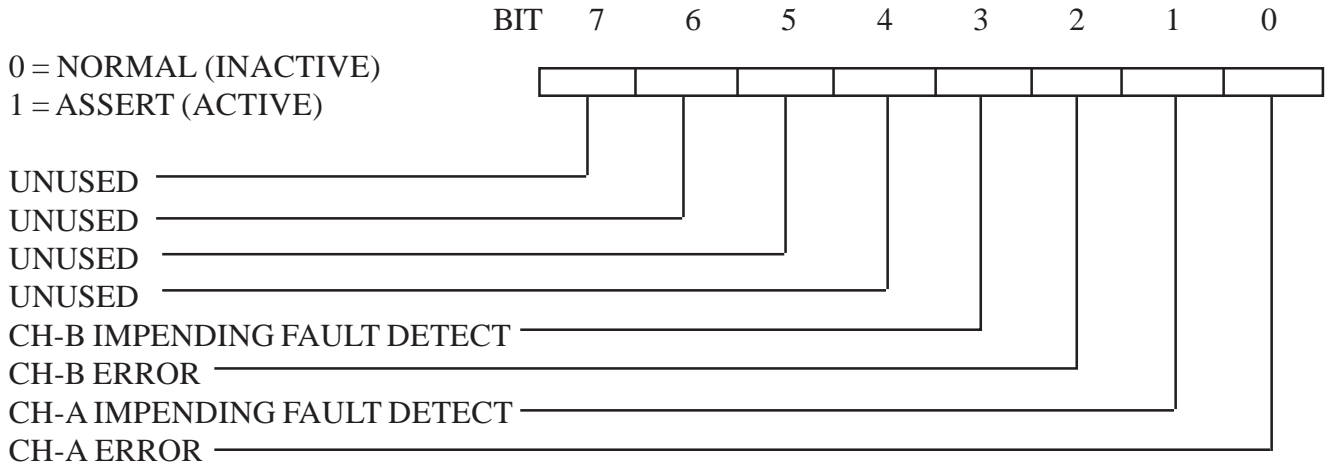 BIT 7 6 5 4 3 2 1 0
0 = NORMAL (INACTIVE)
1 = ASSERT (ACTIVE)
UNUSED
UNUSED
UNUSED
UNUSED
CH-B IMPENDING FAULT DETECT
CH-B ERROR
CH-A IMPENDING FAULT DETECT
CH-A ERROR